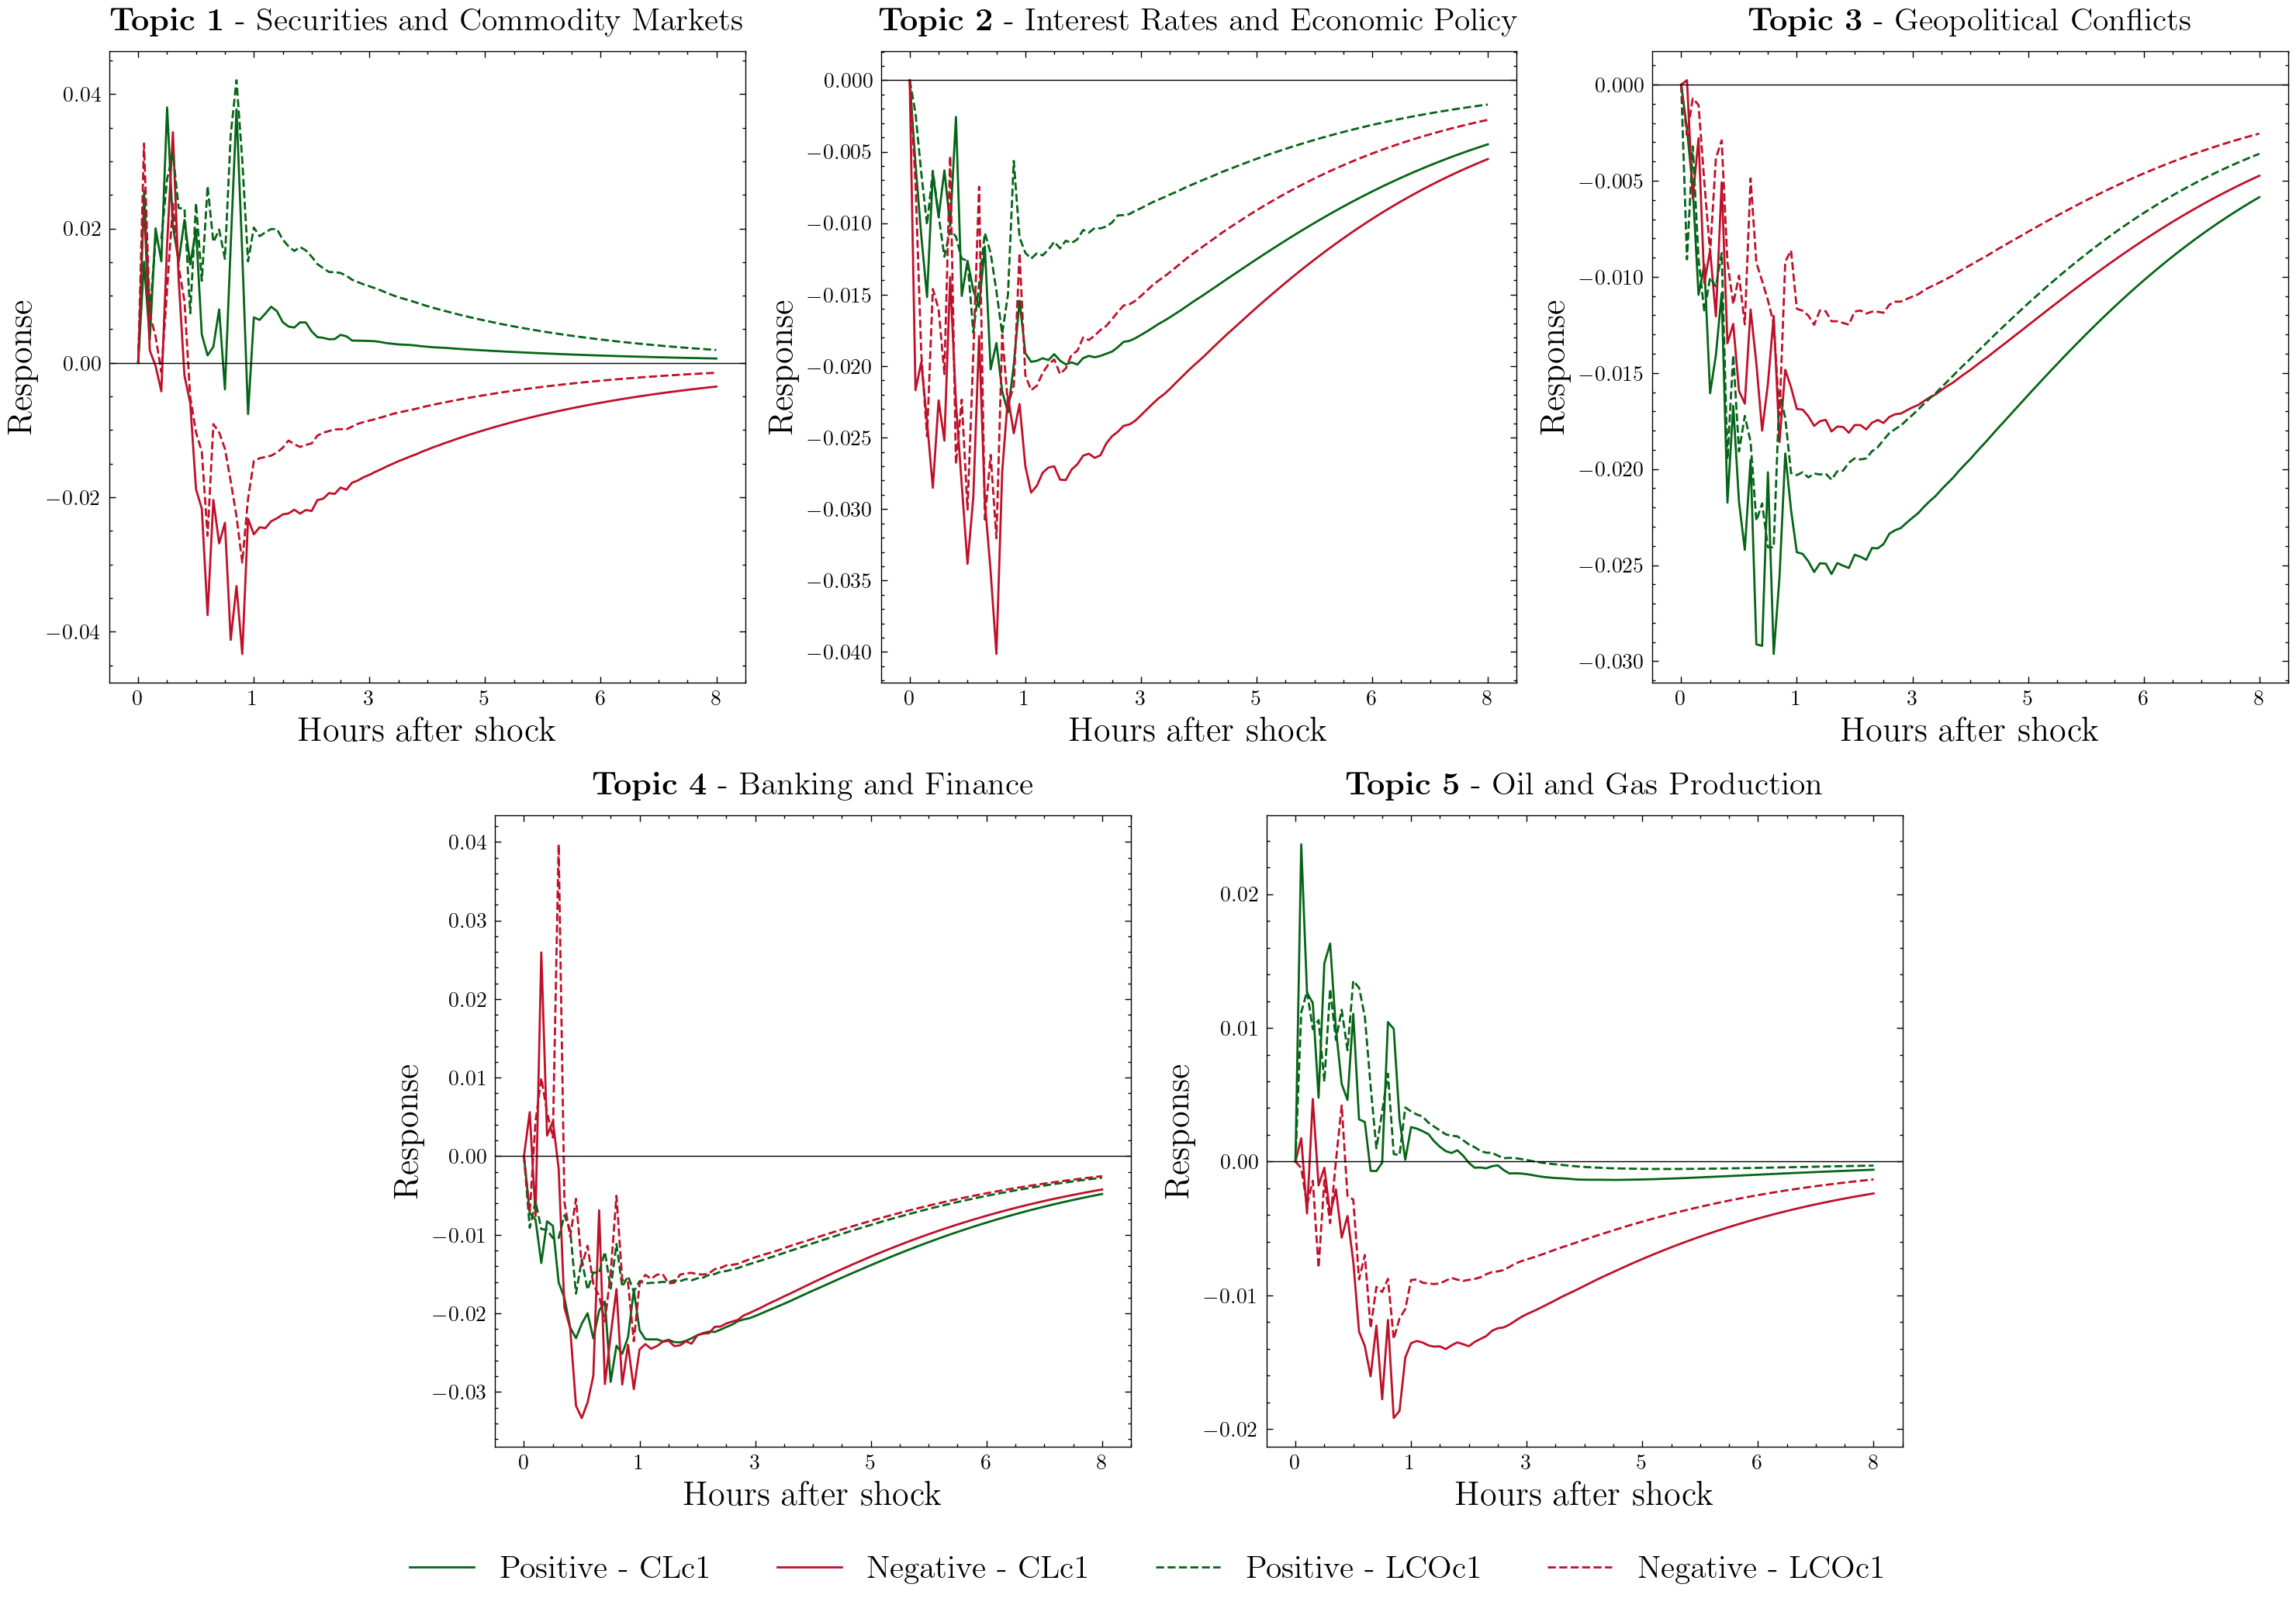 Topic 1 - Securities and Commodity Markets
0.04
0.02
0.00
−0.02
−0.04
Response
0 1 3 5 6 8
Hours after shock
Topic 2 - Interest Rates and Economic Policy
0.000
−0.005
−0.010
−0.015
−0.020
−0.025
−0.030
−0.035
−0.040
Response
0 1 3 5 6 8
Hours after shock
Topic 3 - Geopolitical Conflicts
0.000
−0.005
−0.010
−0.015
−0.020
−0.025
−0.030
Response
0 1 3 5 6 8
Hours after shock
Topic 4 - Banking and Finance
0.04
0.03
0.02
0.01
0.00
−0.01
−0.02
−0.03
Response
0 1 3 5 6 8
Hours after shock
Topic 5 - Oil and Gas Production
0.02
0.01
0.00
−0.01
−0.02
Response
0 1 3 5 6 8
Hours after shock
Positive - CLc1 Negative - CLc1 Positive - LCOc1 Negative - LCOc1